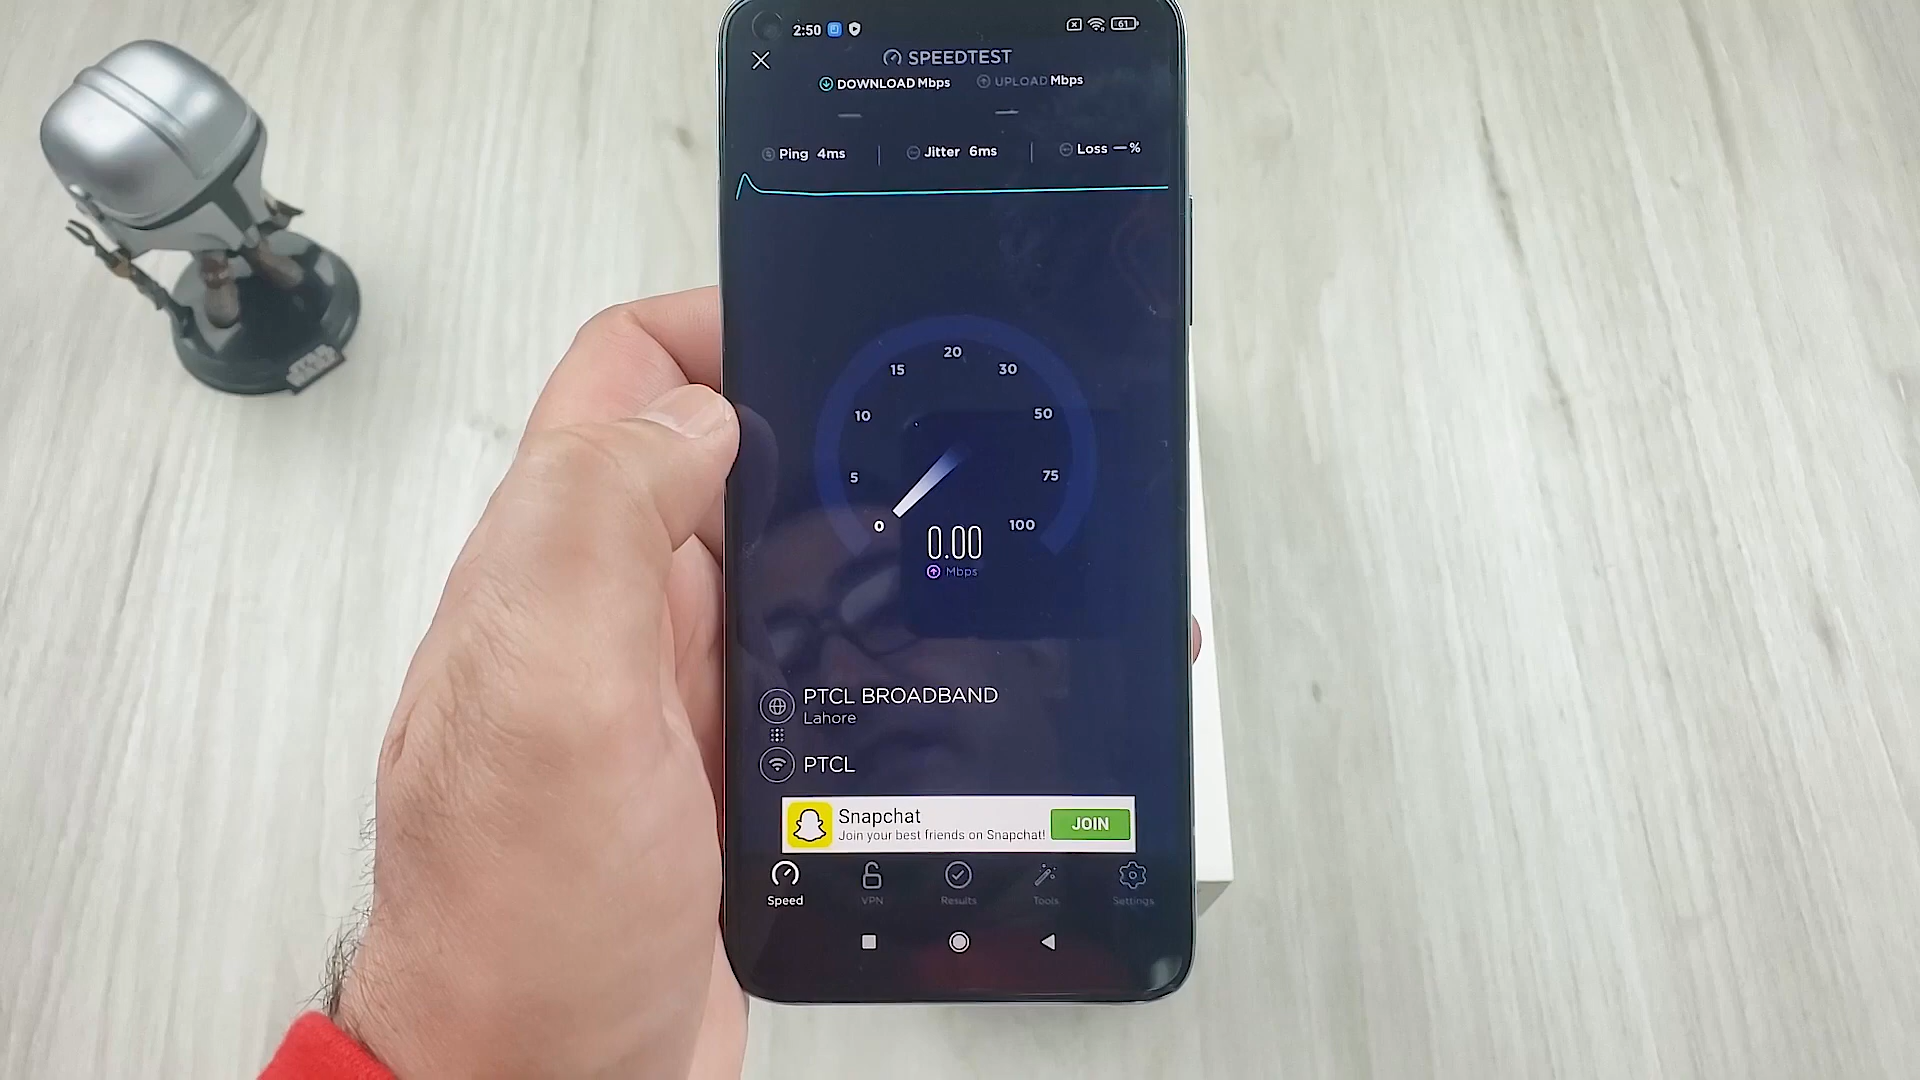 2:50
61
SPEEDTEST
DOWNLOAD Mbps UPLOAD Mbps
— —
Ping 4ms Jitter 6ms Loss —%
20
15 30
10 50
5 75
0 100
0.00
Mbps
PTCL BROADBAND
Lahore
PTCL
Snapchat
Join your best friends on Snapchat!
JOIN
Speed VPN Results Tools Settings